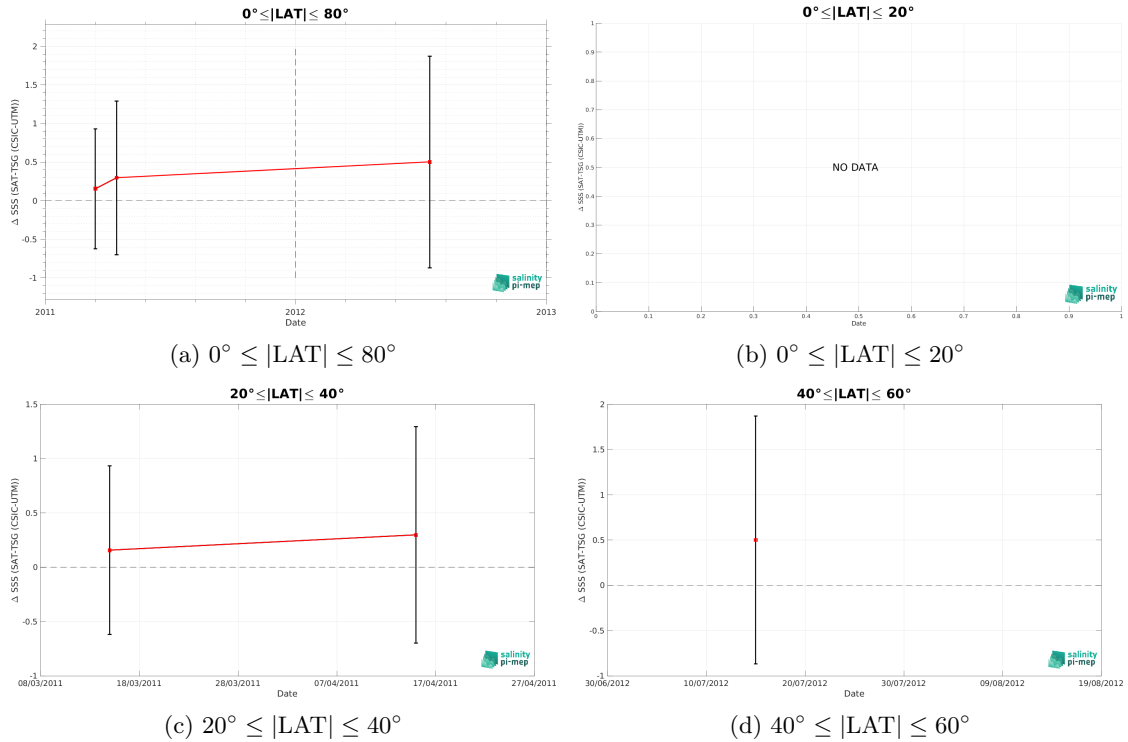 0°≤|LAT|≤ 80°
Δ SSS (SAT-TSG (CSIC-UTM))
2
1.5
1
0.5
0
-0.5
-1
2011
2012
2013
Date
salinity
pi-mep
(a) 0° ≤ |LAT| ≤ 80°
0°≤|LAT|≤ 20°
Δ SSS (SAT-TSG (CSIC-UTM))
1
0.9
0.8
0.7
0.6
0.5
0.4
0.3
0.2
0.1
0
NO DATA
0
0.1
0.2
0.3
0.4
0.5
0.6
0.7
0.8
0.9
1
Date
salinity
pi-mep
(b) 0° ≤ |LAT| ≤ 20°
20°≤|LAT|≤ 40°
Δ SSS (SAT-TSG (CSIC-UTM))
1.5
1
0.5
0
-0.5
-1
08/03/2011
18/03/2011
28/03/2011
07/04/2011
17/04/2011
27/04/2011
Date
salinity
pi-mep
(c) 20° ≤ |LAT| ≤ 40°
40°≤|LAT|≤ 60°
Δ SSS (SAT-TSG (CSIC-UTM))
2
1.5
1
0.5
0
-0.5
-1
30/06/2012
10/07/2012
20/07/2012
30/07/2012
09/08/2012
19/08/2012
Date
salinity
pi-mep
(d) 40° ≤ |LAT| ≤ 60°